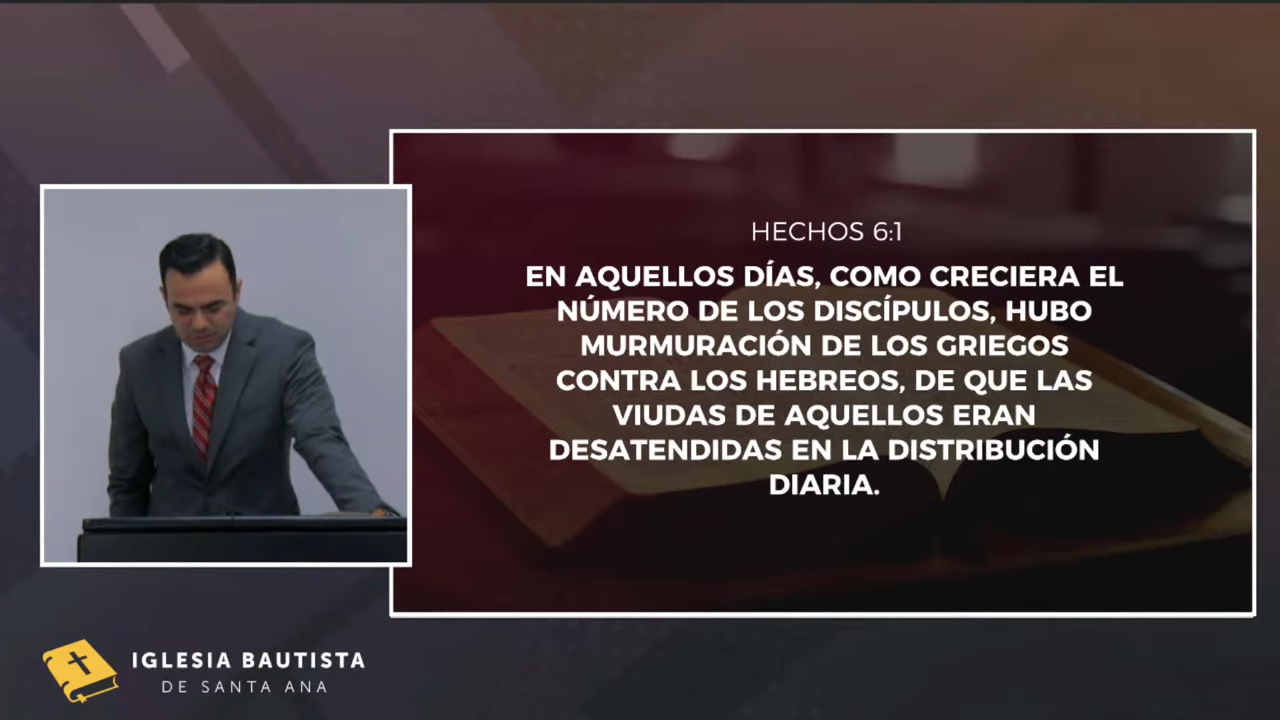 HECHOS 6:1
EN AQUELLOS DÍAS, COMO CRECIERA EL
NÚMERO DE LOS DISCÍPULOS, HUBO
MURMURACIÓN DE LOS GRIEGOS
CONTRA LOS HEBREOS, DE QUE LAS
VIUDAS DE AQUELLOS ERAN
DESATENDIDAS EN LA DISTRIBUCIÓN
DIARIA.
IGLESIA BAUTISTA
DE SANTA ANA